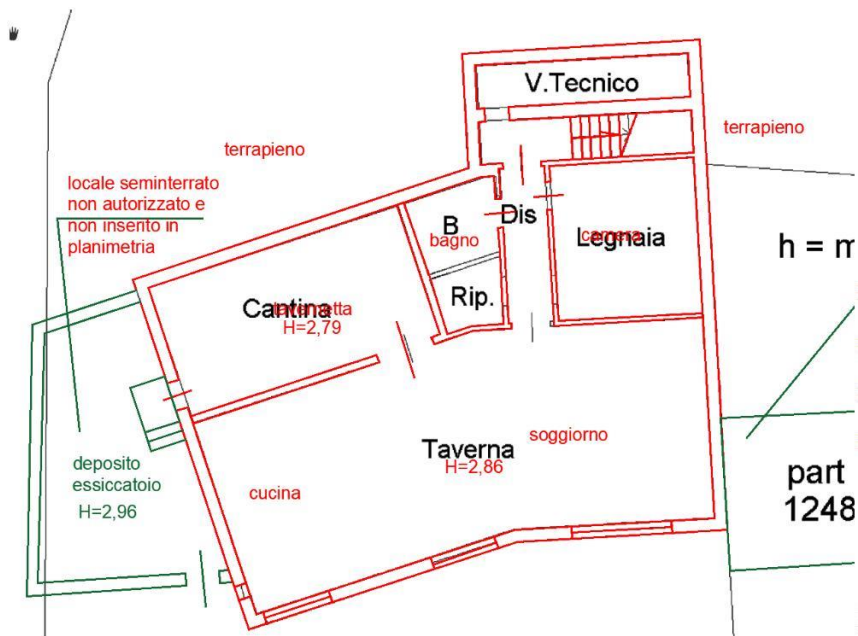 V.Tecnico
terrapieno
terrapieno
locale seminterrato
non autorizzato e
non inserito in
planimetria
B
bagno
Dis
Legnaia
camera
h = m
Rip.
Cantina
tavernetta
H=2,79
Taverna
H=2,86
soggiorno
cucina
deposito
essiccatoio
H=2,96
part
1248